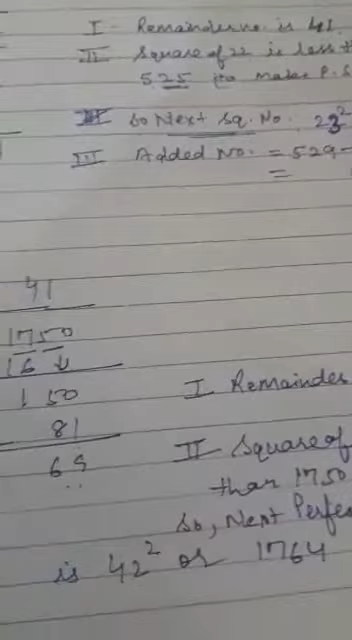 I Remainder no. is 41.
II Square of 22 is less th
525 to make P.S
III So Next Sq. No. 23²
III Added No. = 529-
=
41
1750
16 ↓
1 50
81
69
I Remainder
II Square of
than 1750
So, Next Perfe
is 42² or 1764